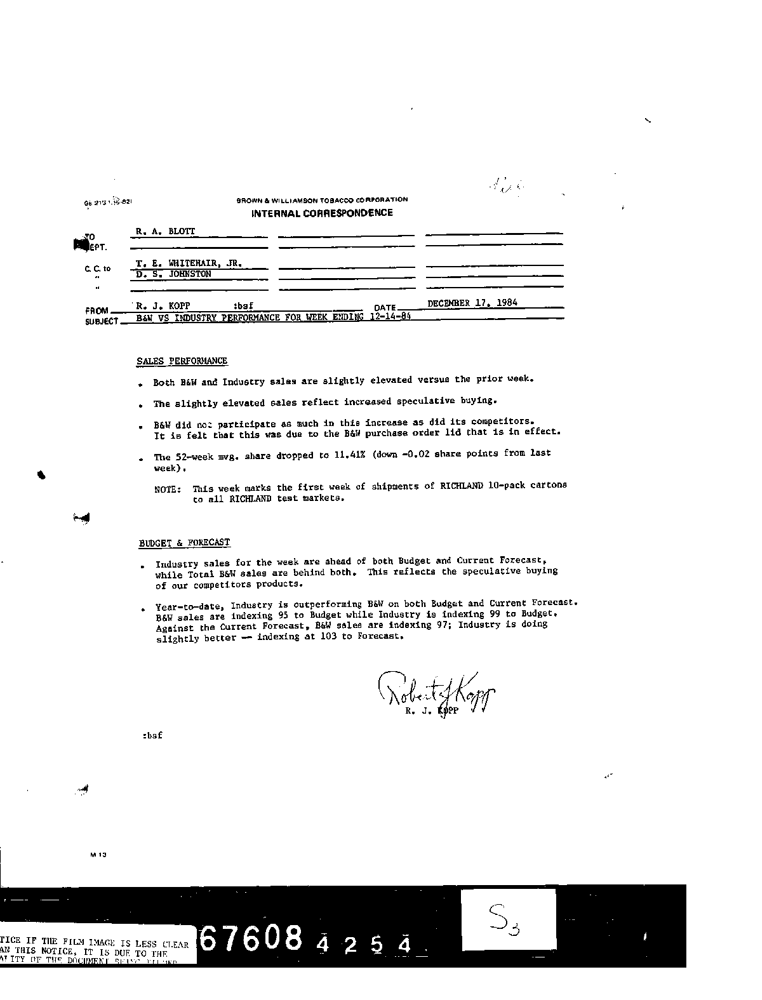 BROWN & WILLIAMSON TOBACCO CORPORATION
INTERNAL CORRESPONDENCE
TO R. A. BLOTT
EPT.
C. C. to T. E. WHITEHAIR, JR.
" D. S. JOHNSTON
"
FROM R. J. KOPP :bsf DATE DECEMBER 17, 1984
SUBJECT B&W VS INDUSTRY PERFORMANCE FOR WEEK ENDING 12-14-84
SALES PERFORMANCE
. Both B&W and Industry sales are slightly elevated versus the prior week.
. The slightly elevated sales reflect increased speculative buying.
. B&W did not participate as much in this increase as did its competitors.
It is felt that this was due to the B&W purchase order lid that is in effect.
. The 52-week avg. share dropped to 11.41% (down -0.02 share points from last
week).
NOTE: This week marks the first week of shipments of RICHLAND 10-pack cartons
to all RICHLAND test markets.
BUDGET & FORECAST
. Industry sales for the week are ahead of both Budget and Current Forecast,
while Total B&W sales are behind both. This reflects the speculative buying
of our competitors products.
. Year-to-date, Industry is outperforming B&W on both Budget and Current Forecast.
B&W sales are indexing 95 to Budget while Industry is indexing 99 to Budget.
Against the Current Forecast, B&W sales are indexing 97; Industry is doing
slightly better — indexing at 103 to Forecast.
Robert J Kopp
R. J. KOPP
:bsf
M 13
S3
TICE IF THE FILM IMAGE IS LESS CLEAR
AN THIS NOTICE, IT IS DUE TO THE
ALITY OF THE DOCUMENT BEING FILMED
67608 4254